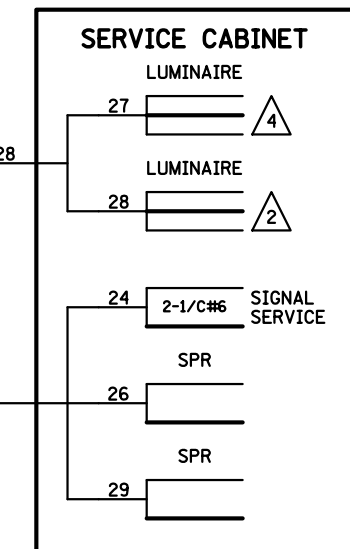 SERVICE CABINET
LUMINAIRE
27
4
28
LUMINAIRE
28
2
24
2-1/C#6
SIGNAL
SERVICE
SPR
26
SPR
29